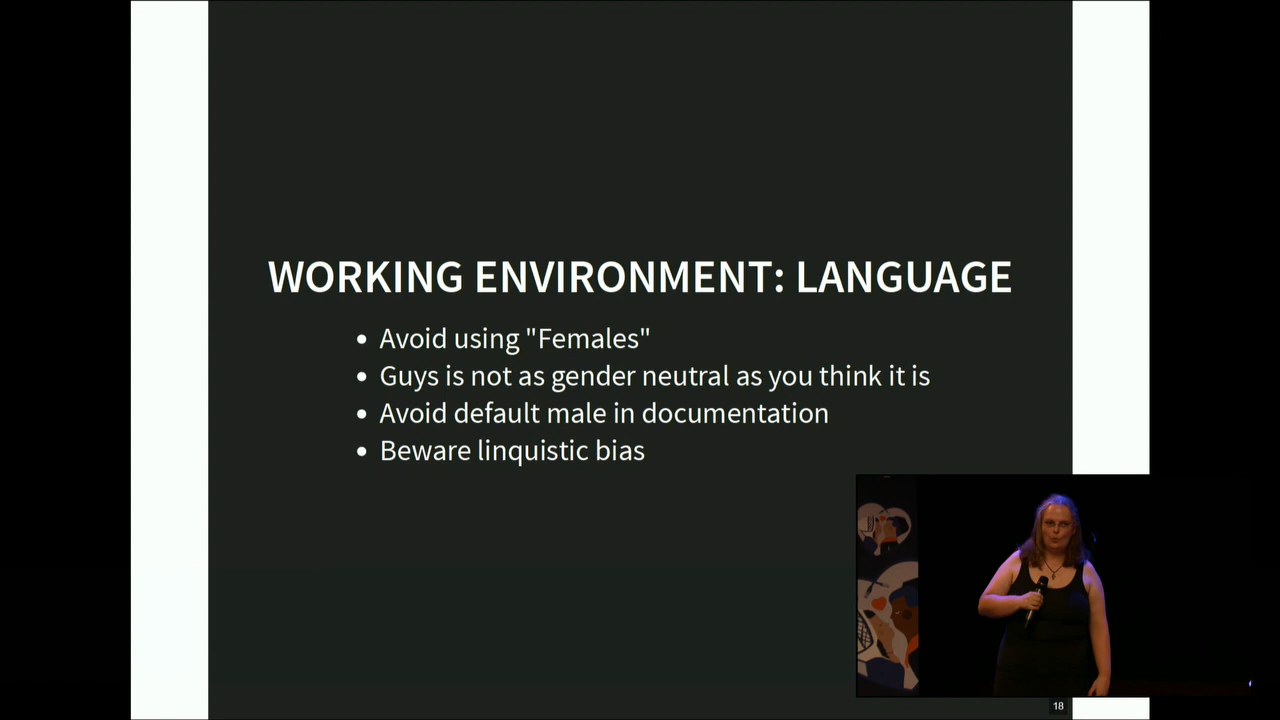 WORKING ENVIRONMENT: LANGUAGE
Avoid using "Females"
Guys is not as gender neutral as you think it is
Avoid default male in documentation
Beware linquistic bias
18